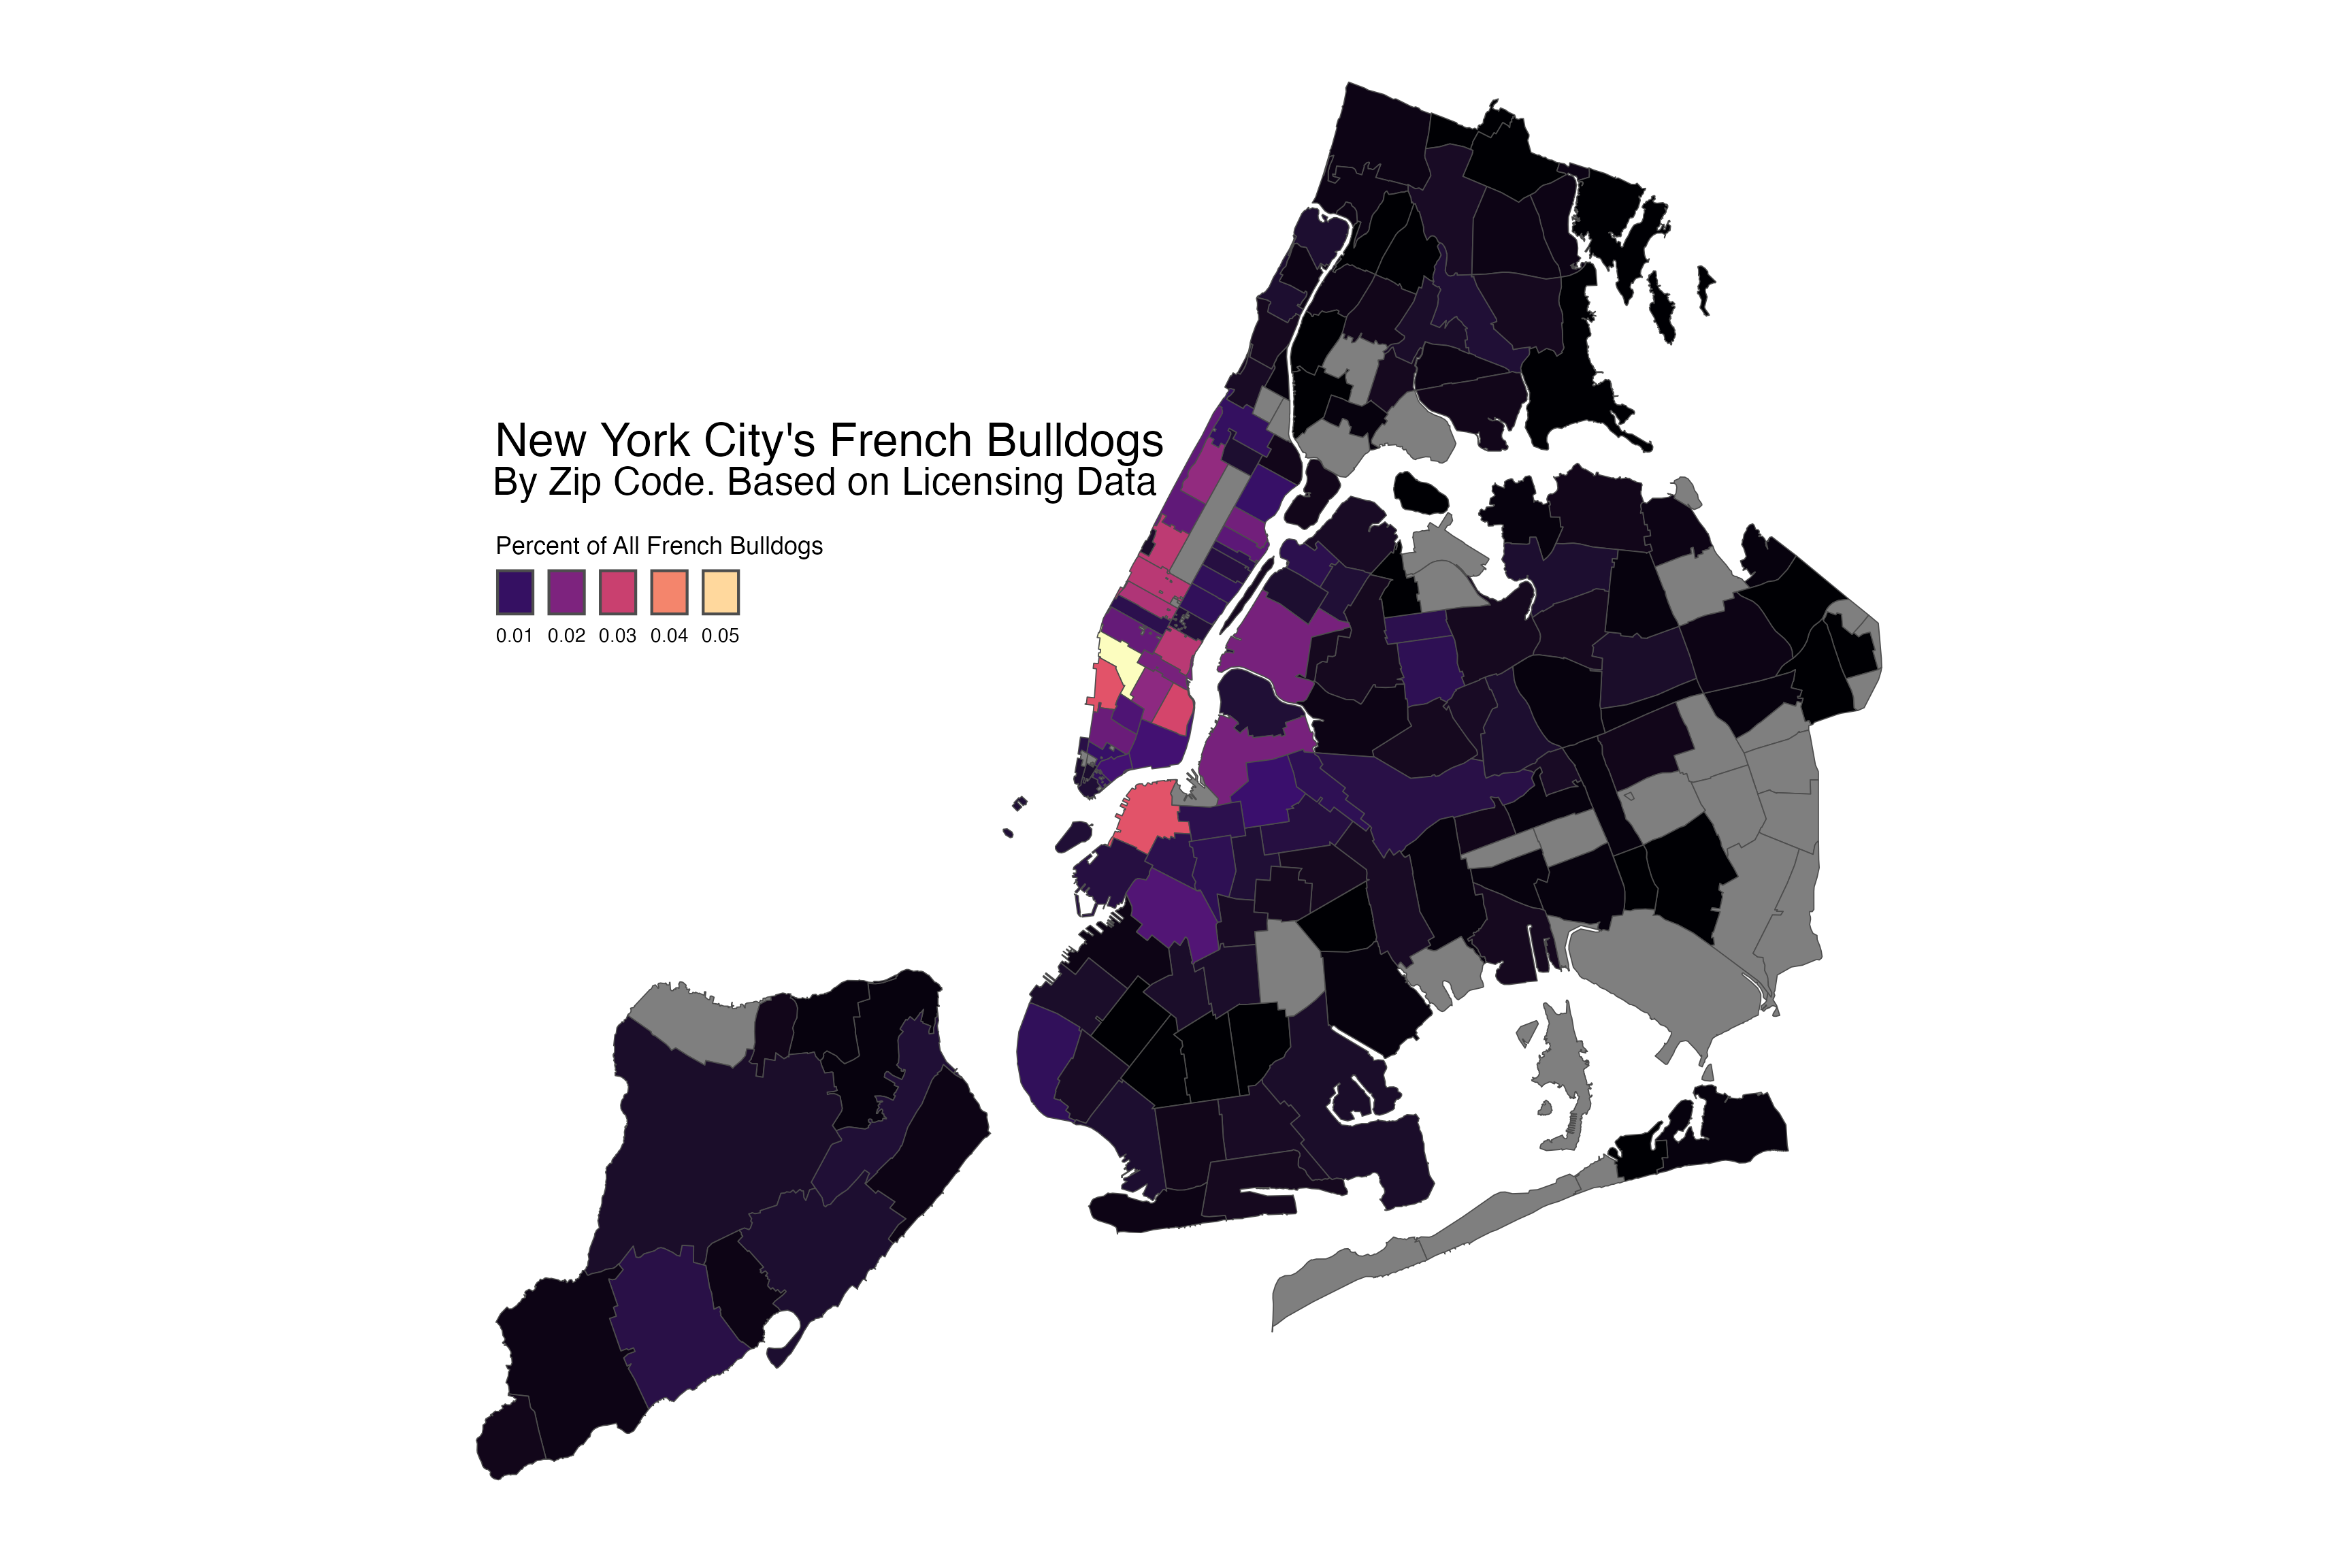 New York City's French Bulldogs
By Zip Code. Based on Licensing Data
Percent of All French Bulldogs
0.01 0.02 0.03 0.04 0.05